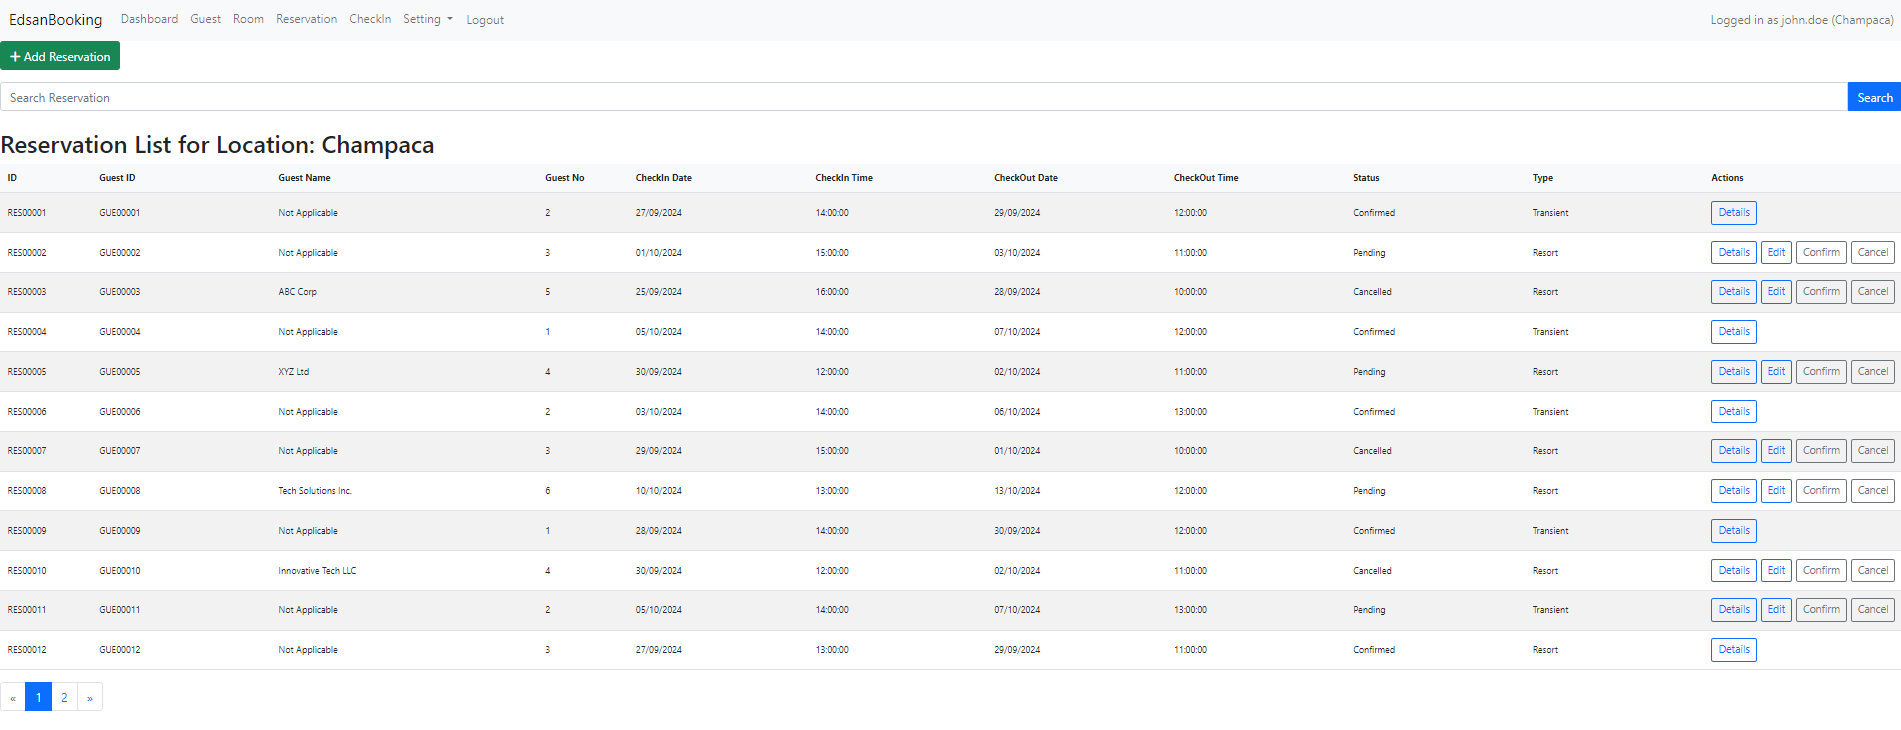 EdsanBooking Dashboard Guest Room Reservation CheckIn Setting Logout Logged in as john.doe (Champaca)
+ Add Reservation
Search Reservation Search
Reservation List for Location: Champaca
ID Guest ID Guest Name Guest No CheckIn Date CheckIn Time CheckOut Date CheckOut Time Status Type Actions
RES00001 GUE00001 Not Applicable 2 27/09/2024 14:00:00 29/09/2024 12:00:00 Confirmed Transient Details
RES00002 GUE00002 Not Applicable 3 01/10/2024 15:00:00 03/10/2024 11:00:00 Pending Resort Details Edit Confirm Cancel
RES00003 GUE00003 ABC Corp 5 25/09/2024 16:00:00 28/09/2024 10:00:00 Cancelled Resort Details Edit Confirm Cancel
RES00004 GUE00004 Not Applicable 1 05/10/2024 14:00:00 07/10/2024 12:00:00 Confirmed Transient Details
RES00005 GUE00005 XYZ Ltd 4 30/09/2024 12:00:00 02/10/2024 11:00:00 Pending Resort Details Edit Confirm Cancel
RES00006 GUE00006 Not Applicable 2 03/10/2024 14:00:00 06/10/2024 13:00:00 Confirmed Transient Details
RES00007 GUE00007 Not Applicable 3 29/09/2024 15:00:00 01/10/2024 10:00:00 Cancelled Resort Details Edit Confirm Cancel
RES00008 GUE00008 Tech Solutions Inc. 6 10/10/2024 13:00:00 13/10/2024 12:00:00 Pending Resort Details Edit Confirm Cancel
RES00009 GUE00009 Not Applicable 1 28/09/2024 14:00:00 30/09/2024 12:00:00 Confirmed Transient Details
RES00010 GUE00010 Innovative Tech LLC 4 30/09/2024 12:00:00 02/10/2024 11:00:00 Cancelled Resort Details Edit Confirm Cancel
RES00011 GUE00011 Not Applicable 2 05/10/2024 14:00:00 07/10/2024 13:00:00 Pending Transient Details Edit Confirm Cancel
RES00012 GUE00012 Not Applicable 3 27/09/2024 13:00:00 29/09/2024 11:00:00 Confirmed Resort Details
« 1 2 »